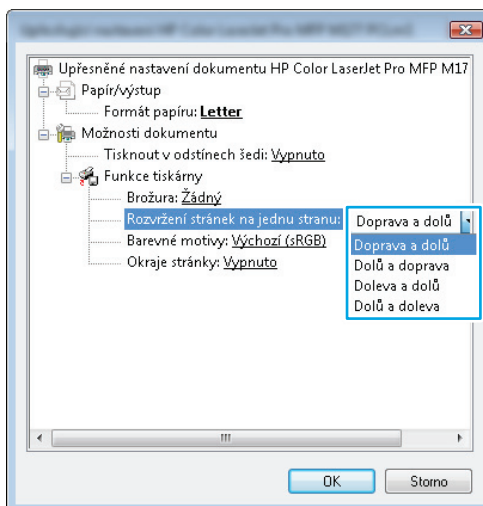 Upřesněné nastavení dokumentu HP Color LaserJet Pro MFP M17
Papír/výstup
Formát papíru: Letter
Možnosti dokumentu
Tisknout v odstínech šedi: Vypnuto
Funkce tiskárny
Brožura: Žádný
Rozvržení stránek na jednu stranu: Doprava a dolů
Barevné motivy: Výchozí (sRGB)
Okraje stránky: Vypnuto
Doprava a dolů
Dolů a doprava
Doleva a dolů
Dolů a doleva
OK Storno